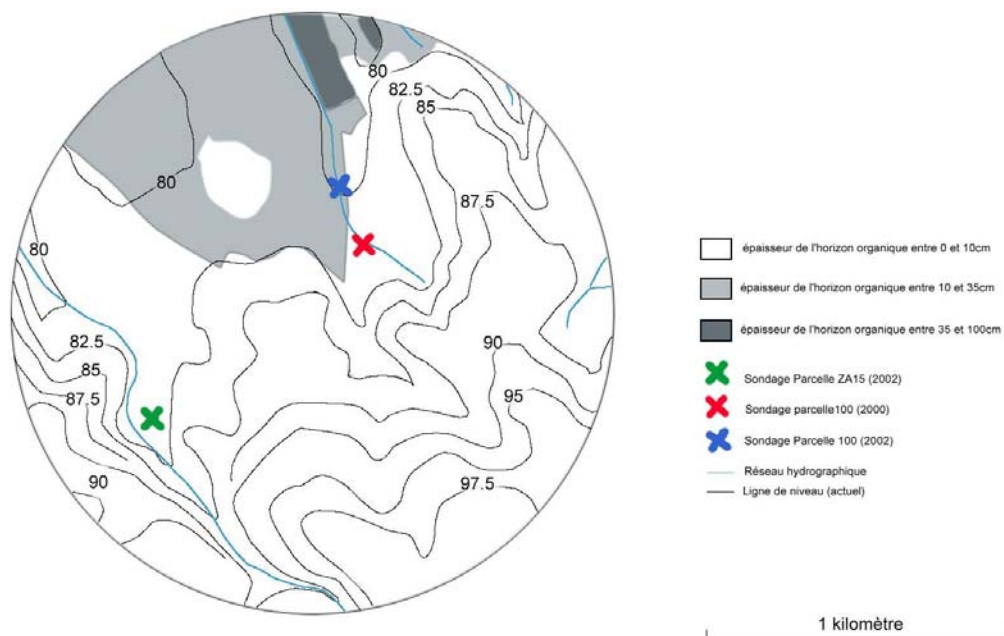 80
82.5
85
80
87.5
80
épaisseur de l'horizon organique entre 0 et 10cm
épaisseur de l'horizon organique entre 10 et 35cm
épaisseur de l'horizon organique entre 35 et 100cm
82.5
85
87.5
90
95
90
97.5
Sondage Parcelle ZA15 (2002)
Sondage parcelle100 (2000)
Sondage Parcelle 100 (2002)
Réseau hydrographique
Ligne de niveau (actuel)
1 kilomètre